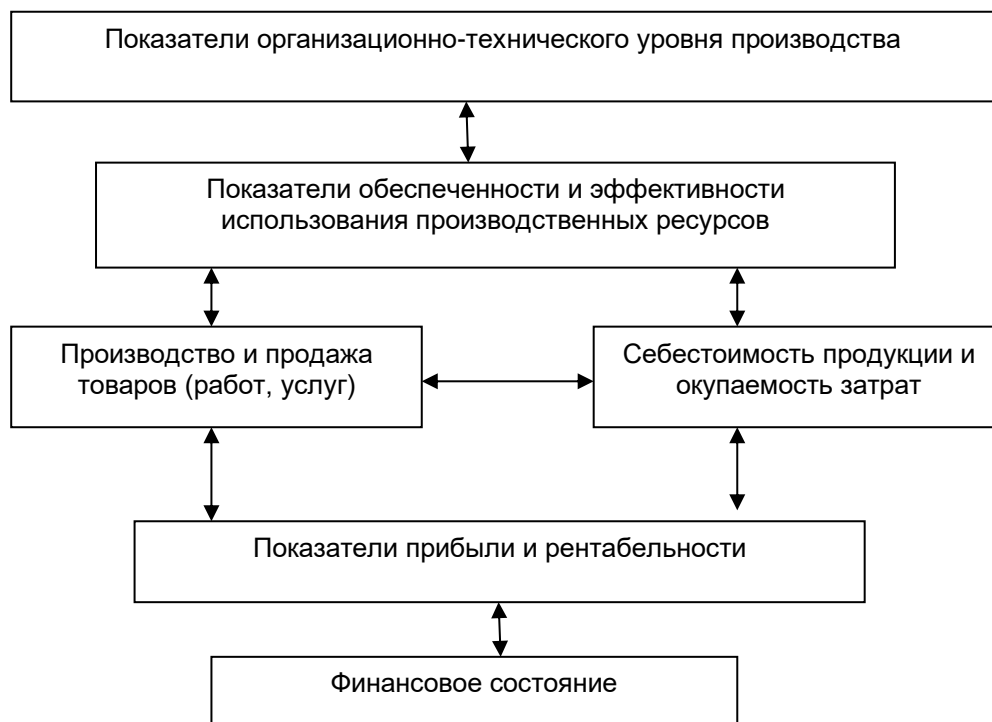 Показатели организационно-технического уровня производства
Показатели обеспеченности и эффективности
использования производственных ресурсов
Производство и продажа
товаров (работ, услуг)
Себестоимость продукции и
окупаемость затрат
Показатели прибыли и рентабельности
Финансовое состояние